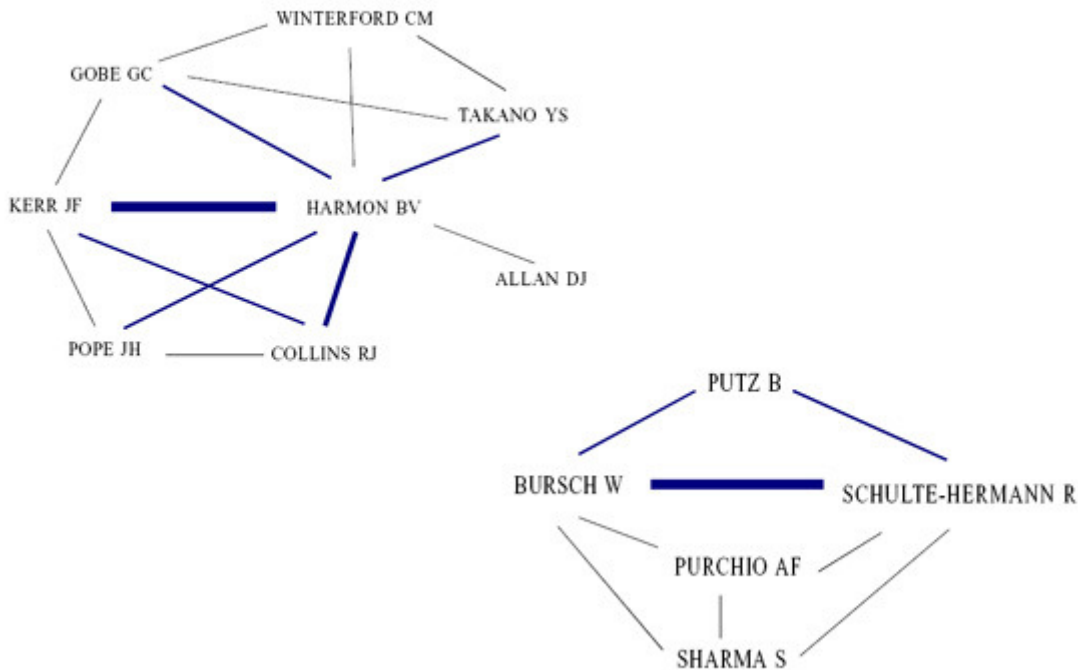 WINTERFORD CM
GOBE GC
TAKANO YS
KERR JF
HARMON BV
ALLAN DJ
POPE JH
COLLINS RJ
PUTZ B
BURSCH W
SCHULTE-HERMANN R
PURCHIO AF
SHARMA S